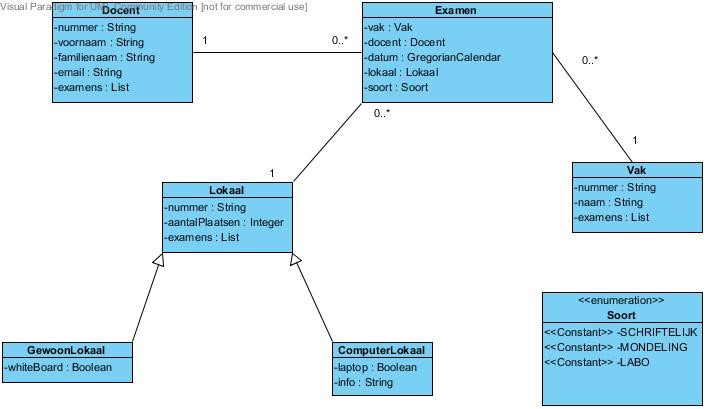 Visual Paradigm for UML Community Edition [not for commercial use]
Docent
-nummer : String
-voornaam : String
-familienaam : String
-email : String
-examens : List
1
0..*
Examen
-vak : Vak
-docent : Docent
-datum : GregorianCalendar
-lokaal : Lokaal
-soort : Soort
0..*
0..*
1
1
Vak
-nummer : String
-naam : String
-examens : List
Lokaal
-nummer : String
-aantalPlaatsen : Integer
-examens : List
<<enumeration>>
Soort
<<Constant>> -SCHRIFTELIJK
<<Constant>> -MONDELING
<<Constant>> -LABO
GewoonLokaal
-whiteBoard : Boolean
ComputerLokaal
-laptop : Boolean
-info : String